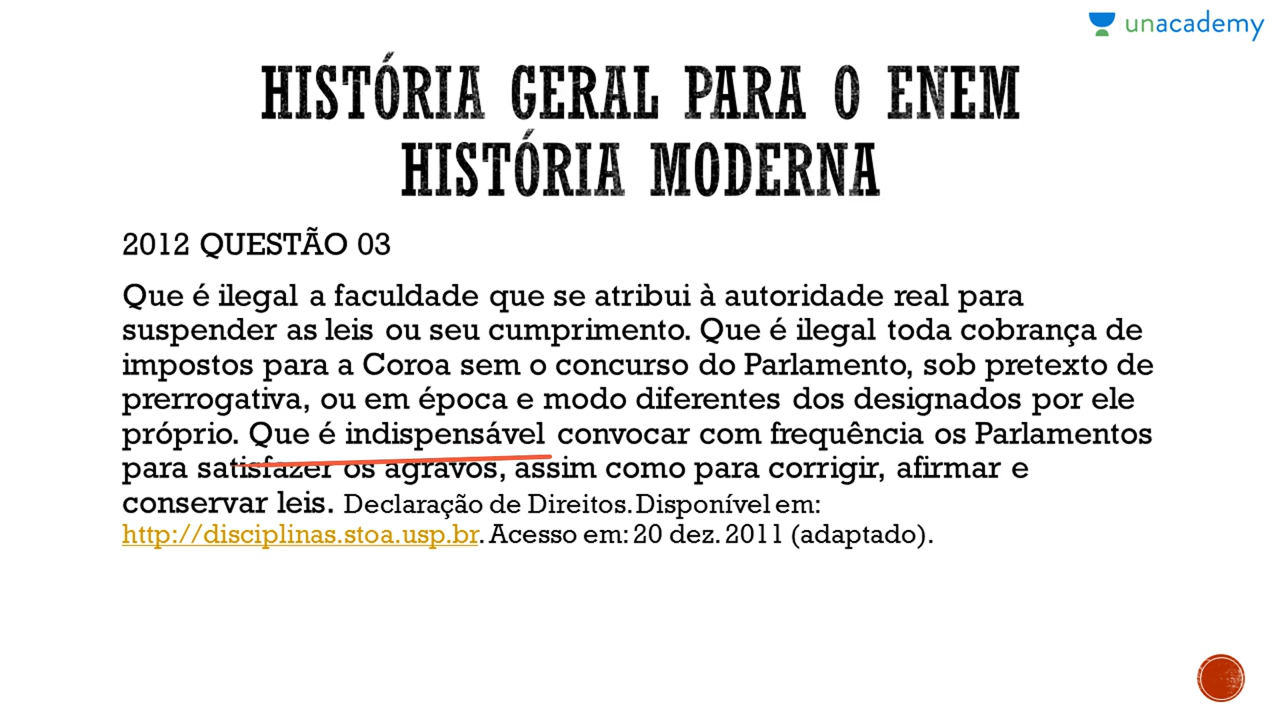 unacademy
HISTÓRIA GERAL PARA O ENEM
HISTÓRIA MODERNA
2012 QUESTÃO 03
Que é ilegal a faculdade que se atribui à autoridade real para
suspender as leis ou seu cumprimento. Que é ilegal toda cobrança de
impostos para a Coroa sem o concurso do Parlamento, sob pretexto de
prerrogativa, ou em época e modo diferentes dos designados por ele
próprio. Que é indispensável convocar com frequência os Parlamentos
para satisfazer os agravos, assim como para corrigir, afirmar e
conservar leis. Declaração de Direitos. Disponível em:
http://disciplinas.stoa.usp.br. Acesso em: 20 dez. 2011 (adaptado).